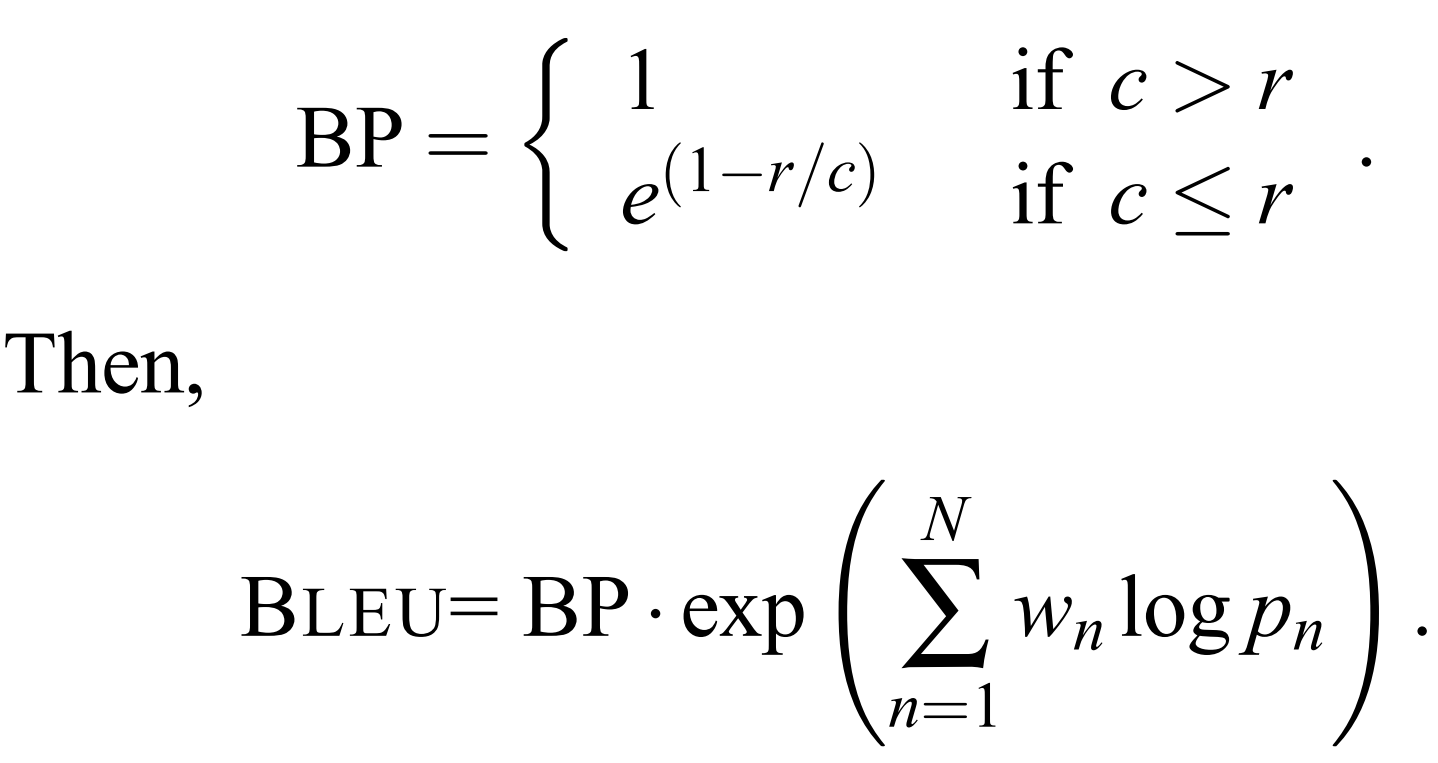 BP = { 1 if c > r
e^(1−r/c) if c ≤ r .
Then,
BLEU= BP · exp ( ∑_{n=1}^{N} w_n log p_n ) .